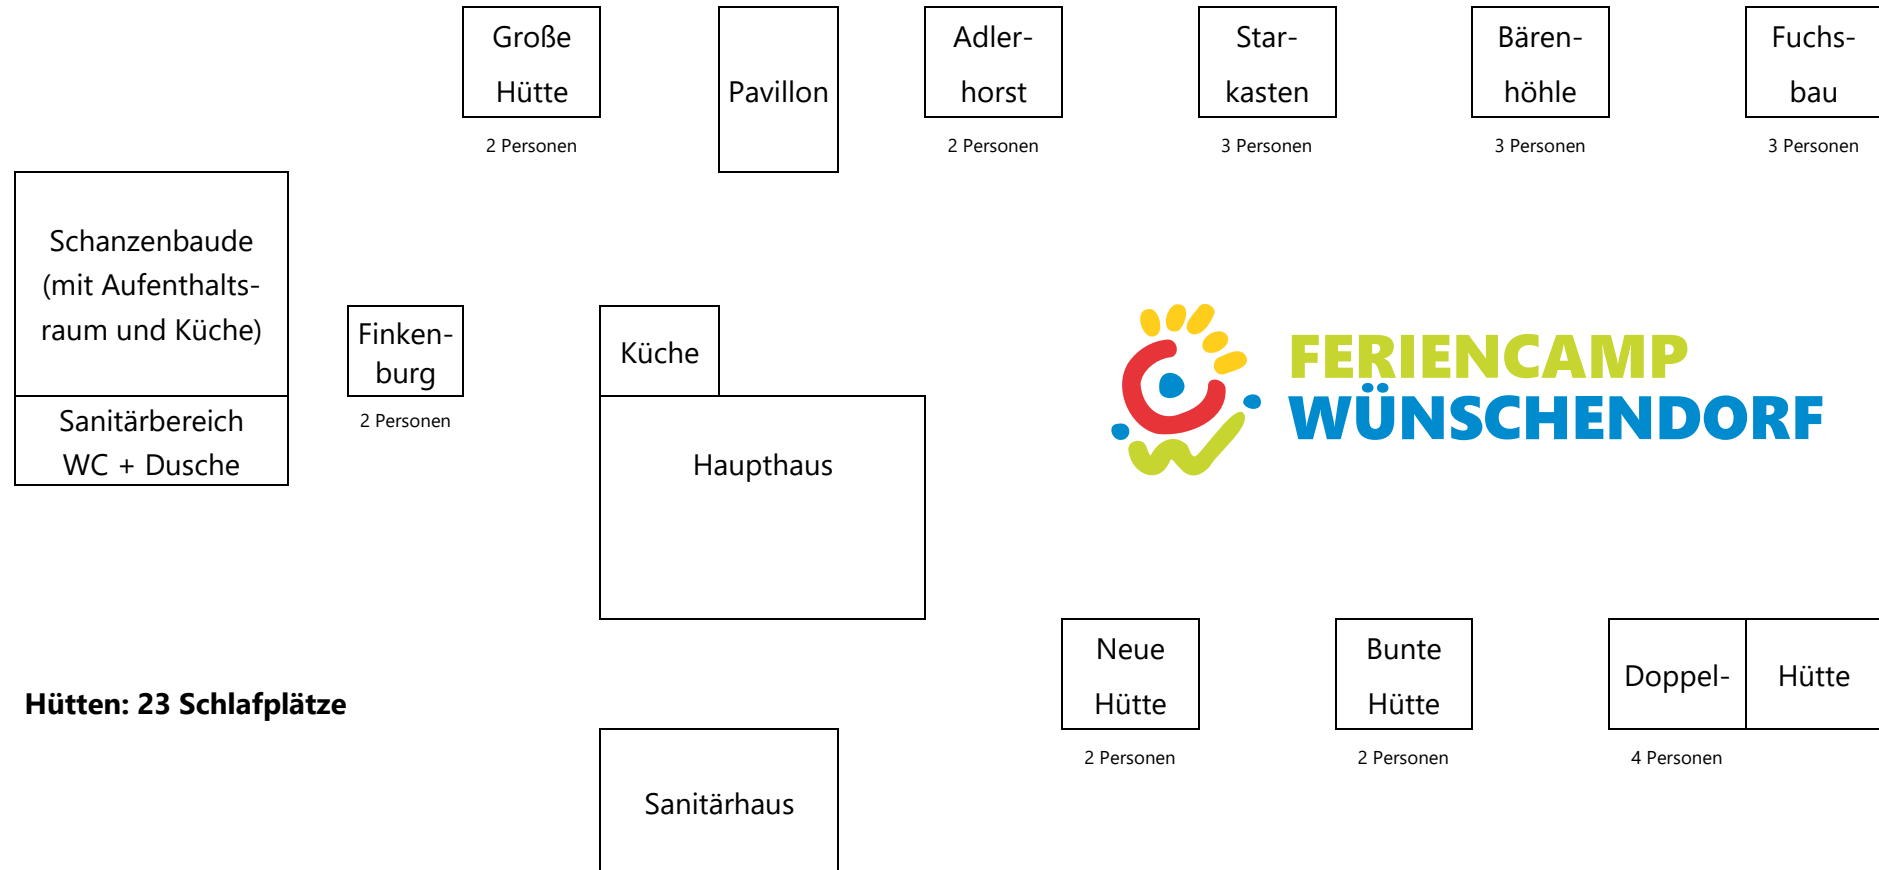 Große
Hütte
2 Personen
Pavillon
Adler-
horst
2 Personen
Star-
kasten
3 Personen
Bären-
höhle
3 Personen
Fuchs-
bau
3 Personen
Schanzenbaude
(mit Aufenthalts-
raum und Küche)
Sanitärbereich
WC + Dusche
Finken-
burg
2 Personen
Küche
Haupthaus
FERIENCAMP
WÜNSCHENDORF
Neue
Hütte
2 Personen
Bunte
Hütte
2 Personen
Doppel- Hütte
4 Personen
Hütten: 23 Schlafplätze
Sanitärhaus